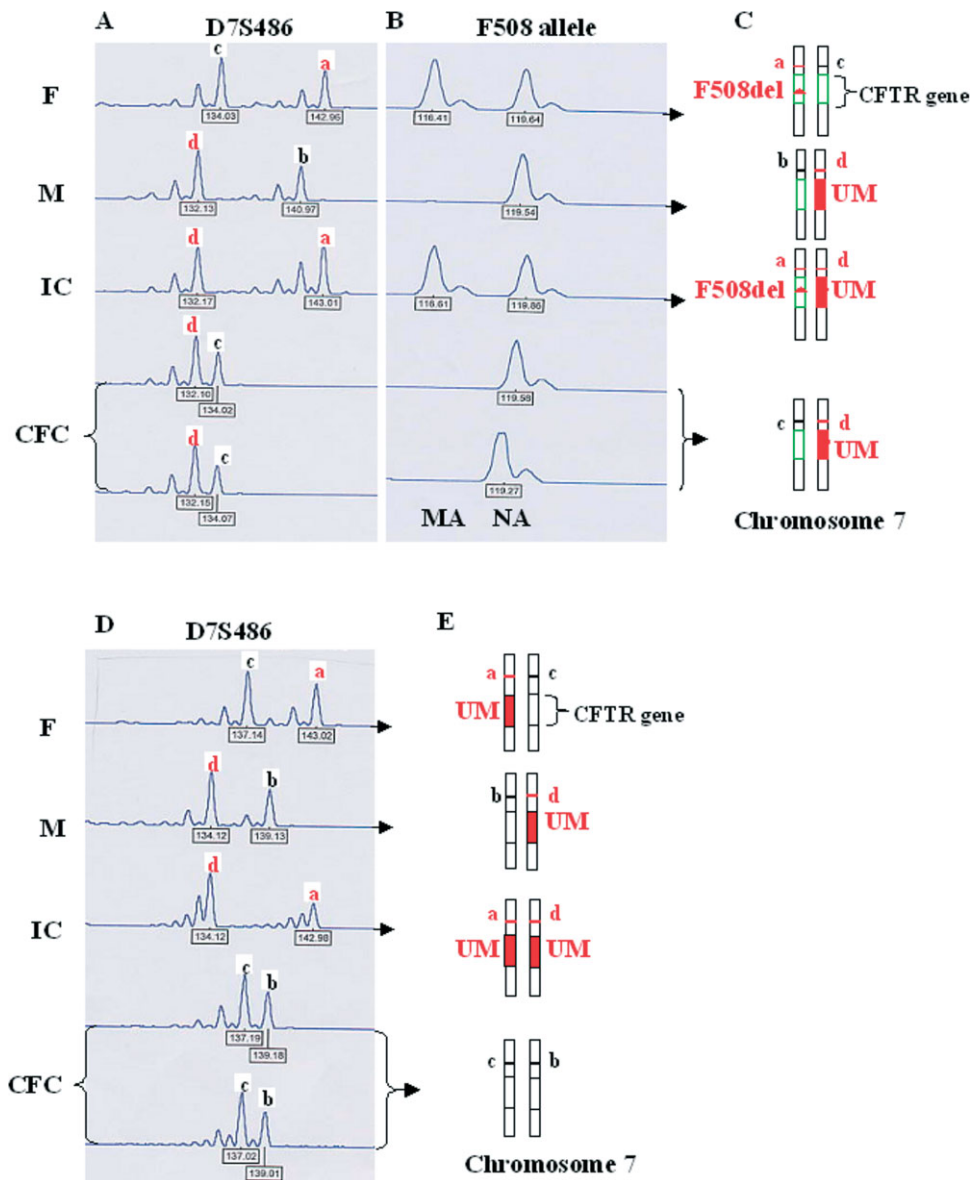 A
D7S486
B
F508 allele
C
F
c
a
134.03
142.96
116.41
119.64
a
c
F508del
CFTR gene
M
d
b
132.13
140.97
119.54
b
d
UM
IC
d
a
132.17
143.01
116.61
119.86
a
d
F508del
UM
CFC
d
c
132.10
134.02
119.58
d
c
132.15
134.07
119.27
MA
NA
c
d
UM
Chromosome 7
D
D7S486
E
F
c
a
137.14
143.02
a
c
UM
CFTR gene
M
d
b
134.12
139.13
b
d
UM
IC
d
a
134.12
142.98
a
d
UM
UM
CFC
c
b
137.19
139.18
c
b
137.02
139.01
c
b
Chromosome 7